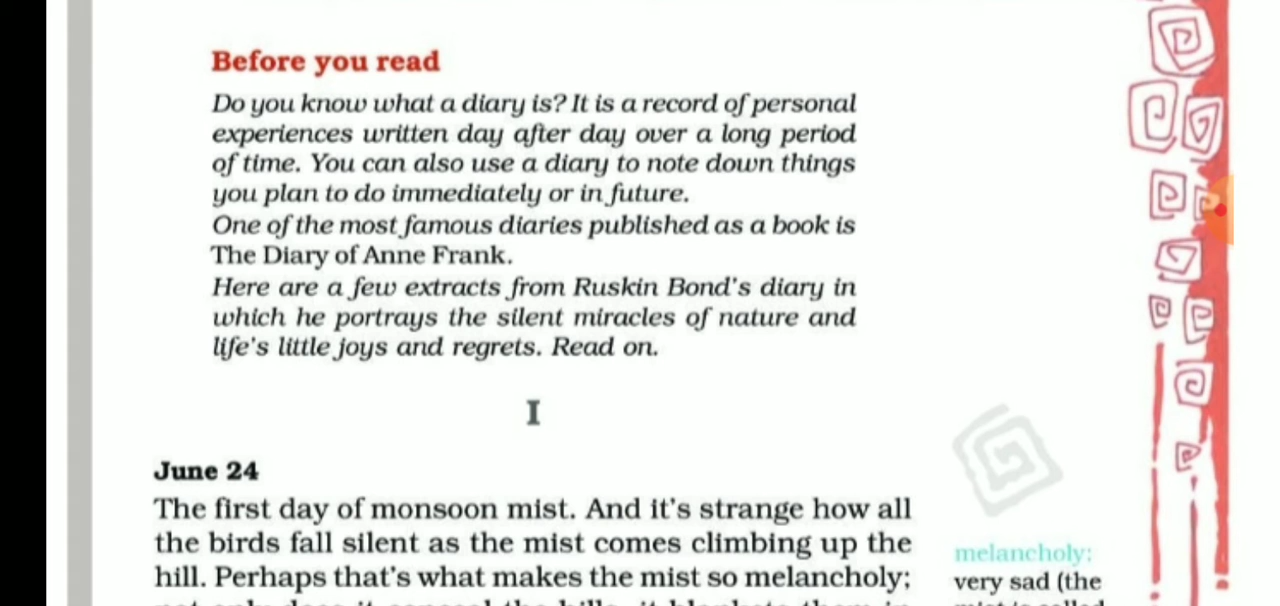 Before you read
Do you know what a diary is? It is a record of personal
experiences written day after day over a long period
of time. You can also use a diary to note down things
you plan to do immediately or in future.
One of the most famous diaries published as a book is
The Diary of Anne Frank.
Here are a few extracts from Ruskin Bond's diary in
which he portrays the silent miracles of nature and
life's little joys and regrets. Read on.
I
June 24
The first day of monsoon mist. And it's strange how all
the birds fall silent as the mist comes climbing up the
hill. Perhaps that's what makes the mist so melancholy;
melancholy:
very sad (the